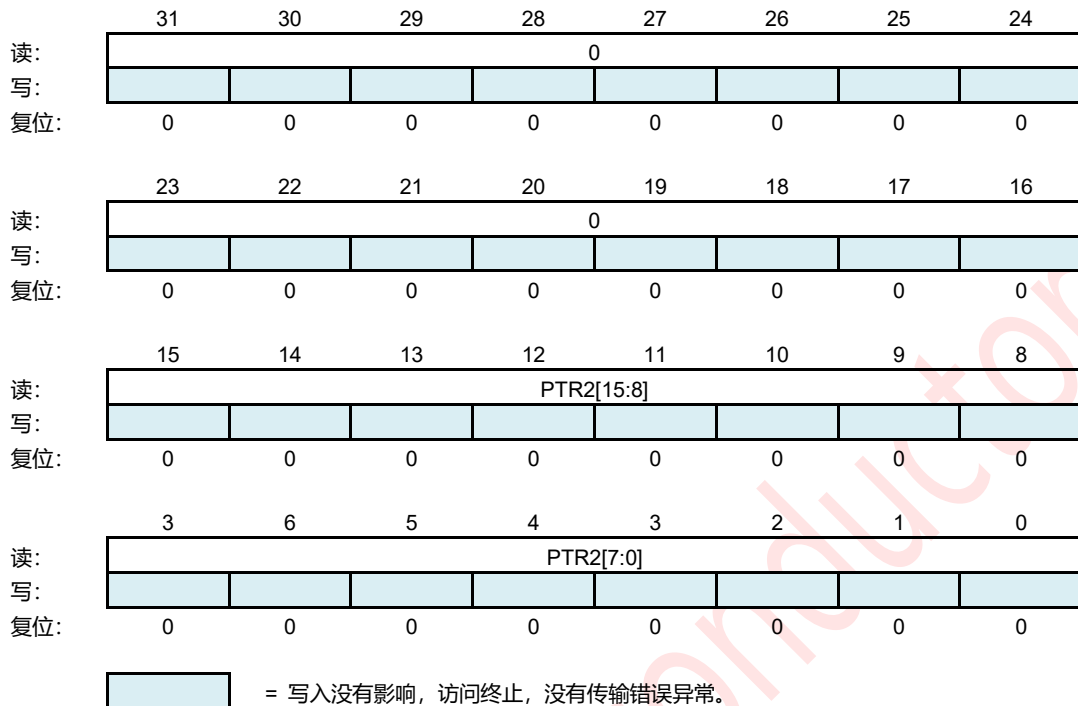 31 30 29 28 27 26 25 24
读: 0
写:
复位: 0 0 0 0 0 0 0 0
23 22 21 20 19 18 17 16
读: 0
写:
复位: 0 0 0 0 0 0 0 0
15 14 13 12 11 10 9 8
读: PTR2[15:8]
写:
复位: 0 0 0 0 0 0 0 0
3 6 5 4 3 2 1 0
读: PTR2[7:0]
写:
复位: 0 0 0 0 0 0 0 0
= 写入没有影响，访问终止，没有传输错误异常。
onductor